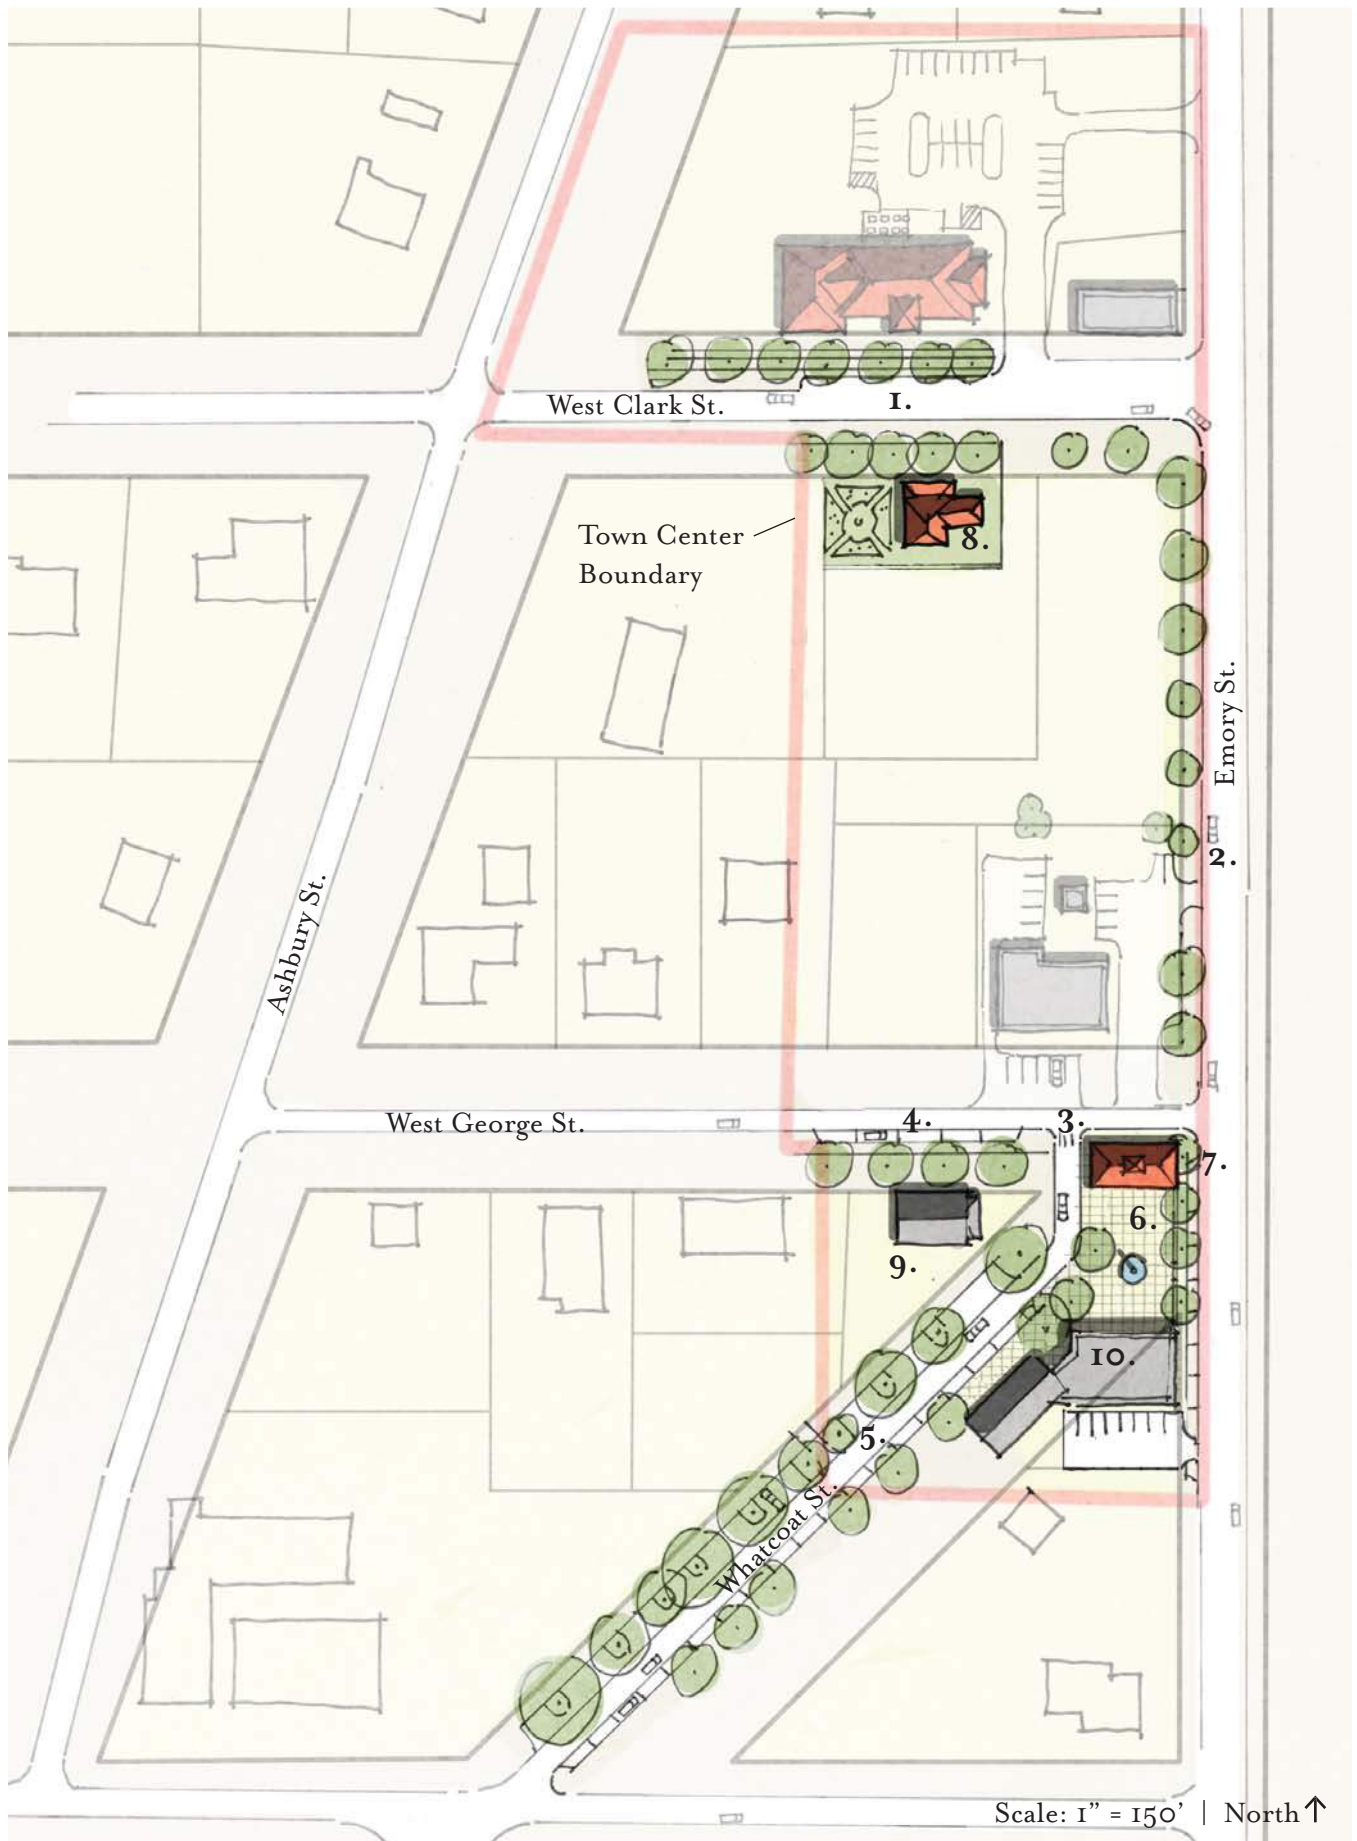 West Clark St.
1.
Town Center
Boundary
8.
Emory St.
2.
Ashbury St.
West George St.
4.
3.
7.
6.
9.
10.
5.
Whatcoat St.
Scale: 1” = 150’ | North↑